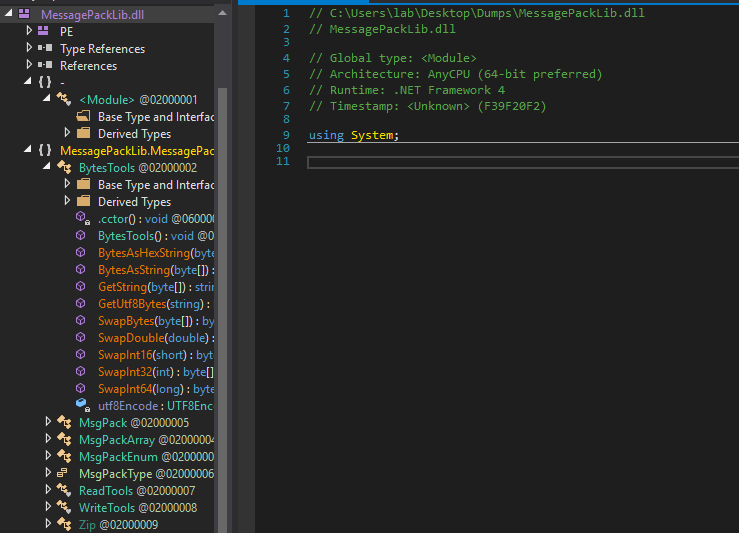 MessagePackLib.dll
PE
Type References
References
{ } -
<Module> @02000001
Base Type and Interfac
Derived Types
{ } MessagePackLib.MessagePac
BytesTools @02000002
Base Type and Interfac
Derived Types
.cctor() : void @06000
BytesTools() : void @0
BytesAsHexString(byte
BytesAsString(byte[]) :
GetString(byte[]) : strin
GetUtf8Bytes(string) :
SwapBytes(byte[]) : by
SwapDouble(double) :
SwapInt16(short) : byt
SwapInt32(int) : byte[]
SwapInt64(long) : byte
utf8Encode : UTF8Enc
MsgPack @02000005
MsgPackArray @02000004
MsgPackEnum @0200000
MsgPackType @02000006
ReadTools @02000007
WriteTools @02000008
Zip @02000009
1 // C:\Users\lab\Desktop\Dumps\MessagePackLib.dll
2 // MessagePackLib.dll
3
4 // Global type: <Module>
5 // Architecture: AnyCPU (64-bit preferred)
6 // Runtime: .NET Framework 4
7 // Timestamp: <Unknown> (F39F20F2)
8
9 using System;
10
11